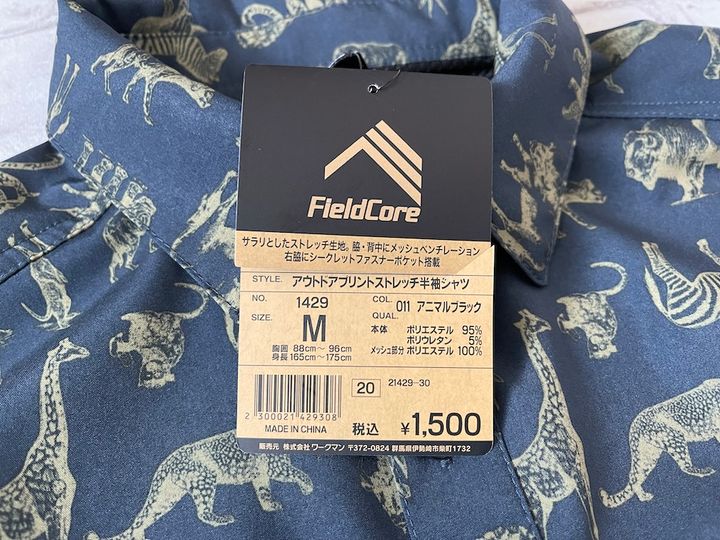 FieldCore
サラリとしたストレッチ生地。脇・背中にメッシュベンチレーション
右脇にシークレットファスナーポケット搭載
STYLE. アウトドアプリントストレッチ半袖シャツ
NO. 1429 COL. 011 アニマルブラック
SIZE. M QUAL.
胸囲 88cm～ 96cm
身長 165cm～175cm
本体 ポリエステル 95%
ポリウレタン 5%
メッシュ部分 ポリエステル 100%
20 21429-30
2 300021 429308
MADE IN CHINA 税込 ¥1,500
販売元 株式会社 ワークマン 〒372-0824 群馬県伊勢崎市柴町1732